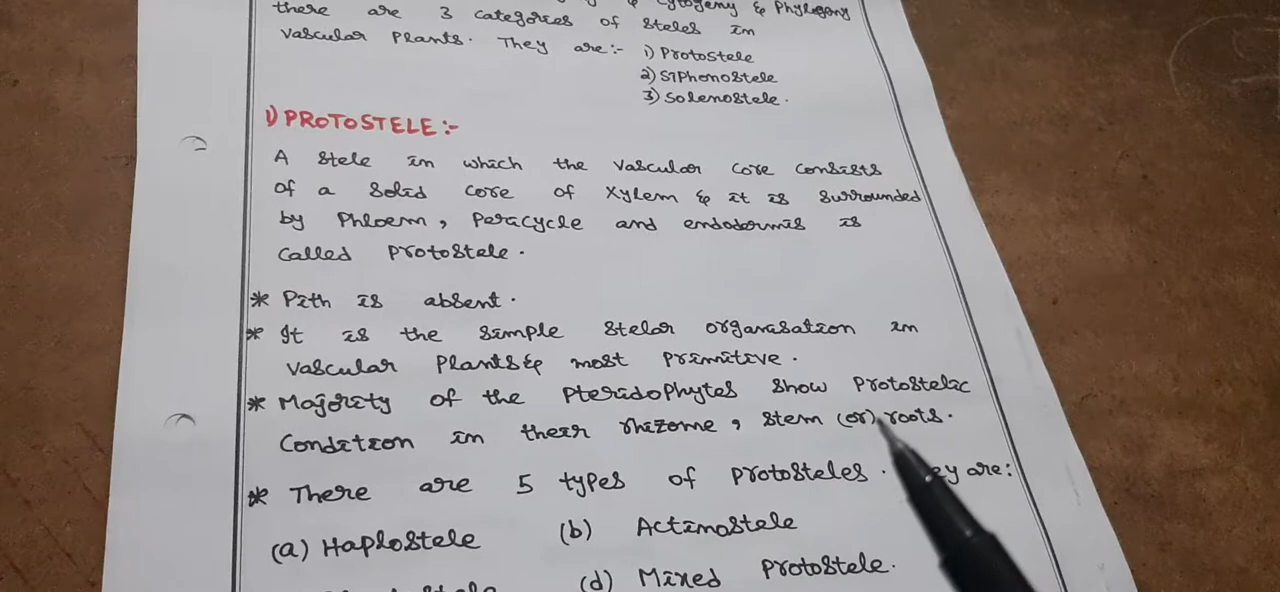 & Phylogeny
there are 3 categories of steles in
vascular plants. They are:- 1) Protostele
2) Siphonostele
3) Solenostele.
1) PROTOSTELE :-
A stele in which the vascular core consists
of a solid core of xylem & it is surrounded
by Phloem, Pericycle and endodermis is
called Protostele.
* Pith is absent.
* It is the simple stelar organisation in
vascular plants & most primitive.
* Majority of the Pteridophytes show Protostelic
Condition in their rhizome, stem (or) roots.
* There are 5 types of protosteles. They are:
(a) Haplostele (b) Actinostele
(d) Mixed Protostele.